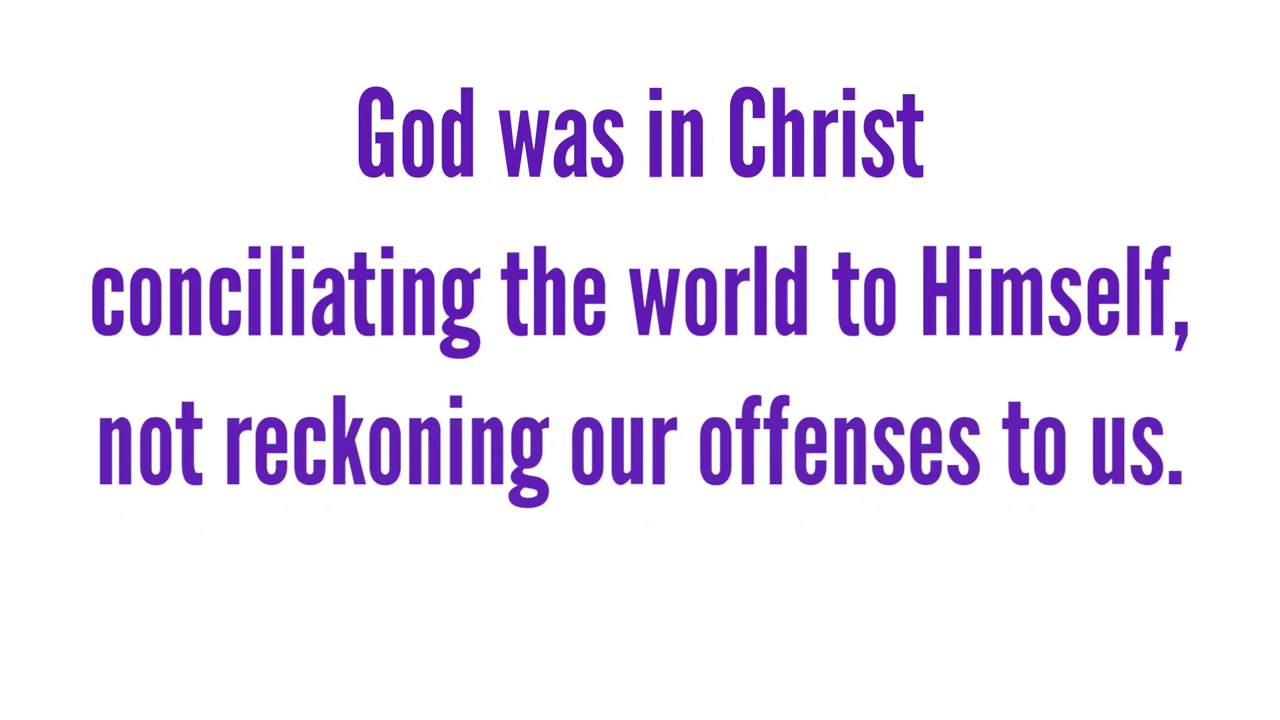 God was in Christ
conciliating the world to Himself,
not reckoning our offenses to us.